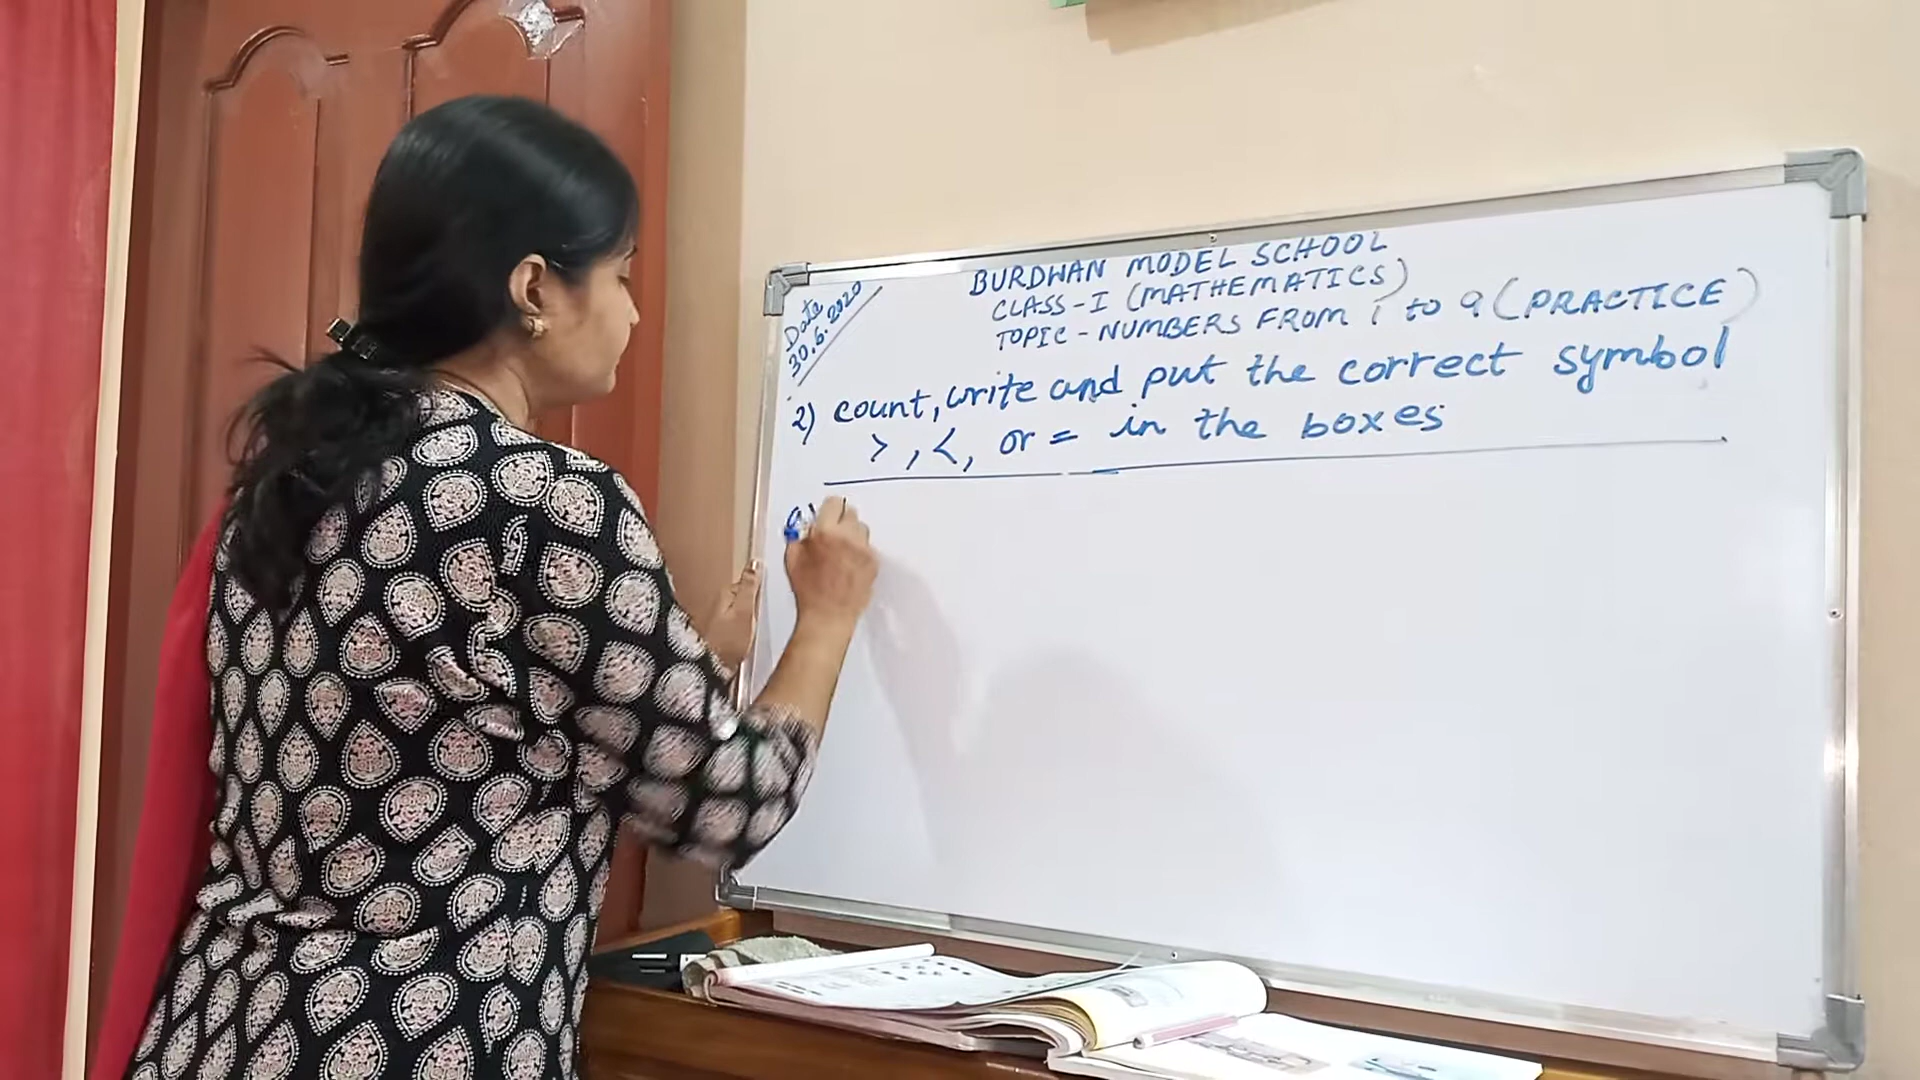 BURDWAN MODEL SCHOOL
CLASS-I (MATHEMATICS)
TOPIC - NUMBERS FROM 1 to 9 (PRACTICE)
Date
30.6.2020
2) count, write and put the correct symbol
>, <, or = in the boxes
a)